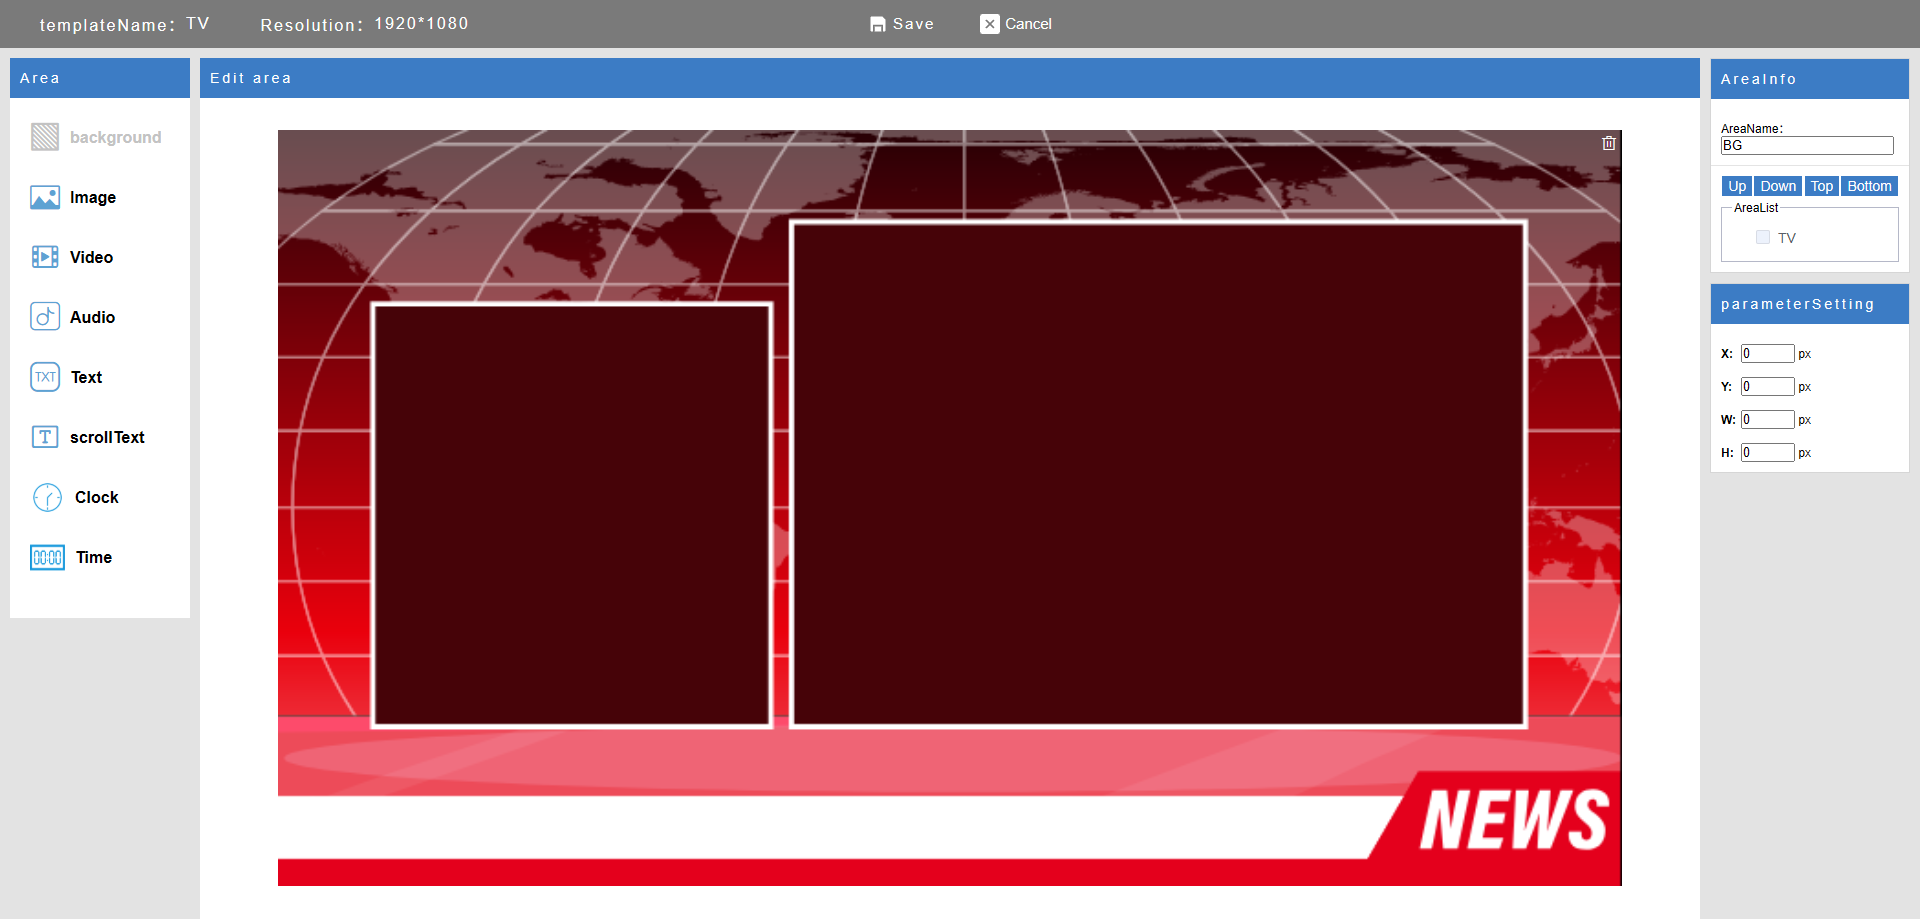 templateName： TV Resolution： 1920*1080 Save Cancel
Area
background
Image
Video
Audio
TXT Text
T scrollText
Clock
00:00 Time
Edit area
NEWS
AreaInfo
AreaName：
BG
Up Down Top Bottom
AreaList
TV
parameterSetting
X: 0 px
Y: 0 px
W: 0 px
H: 0 px